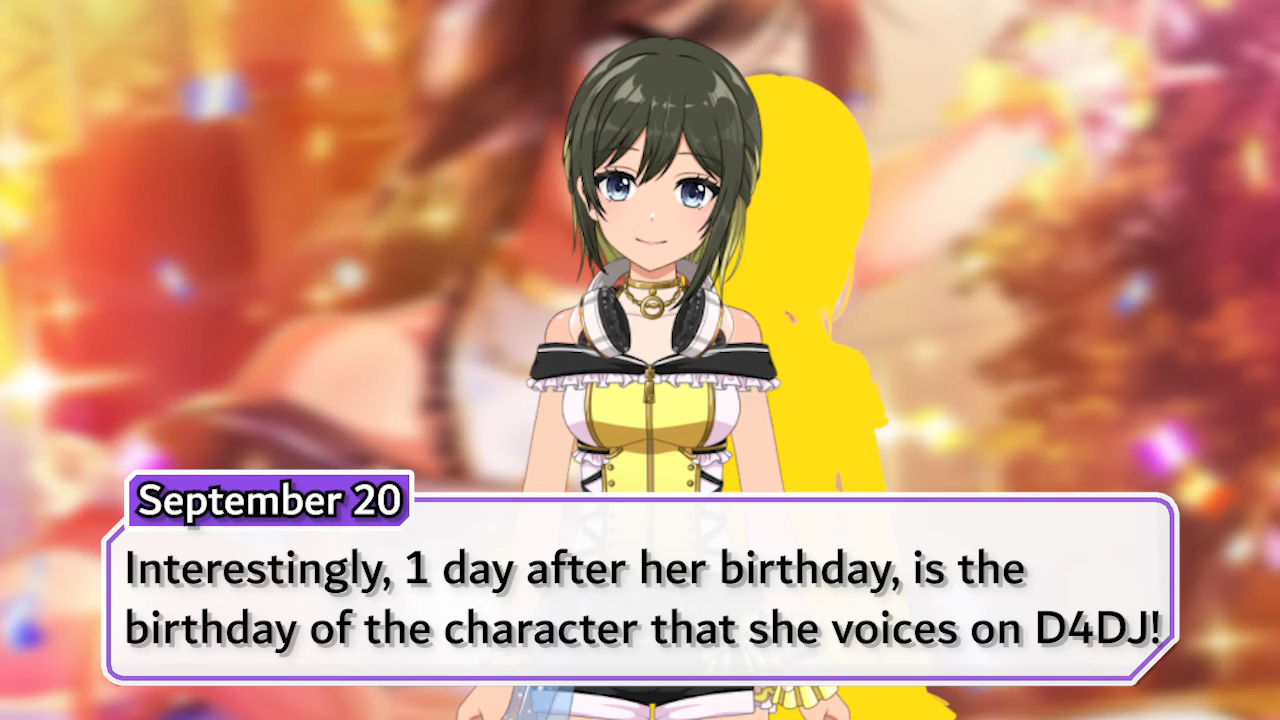 September 20
Interestingly, 1 day after her birthday, is the
birthday of the character that she voices on D4DJ!